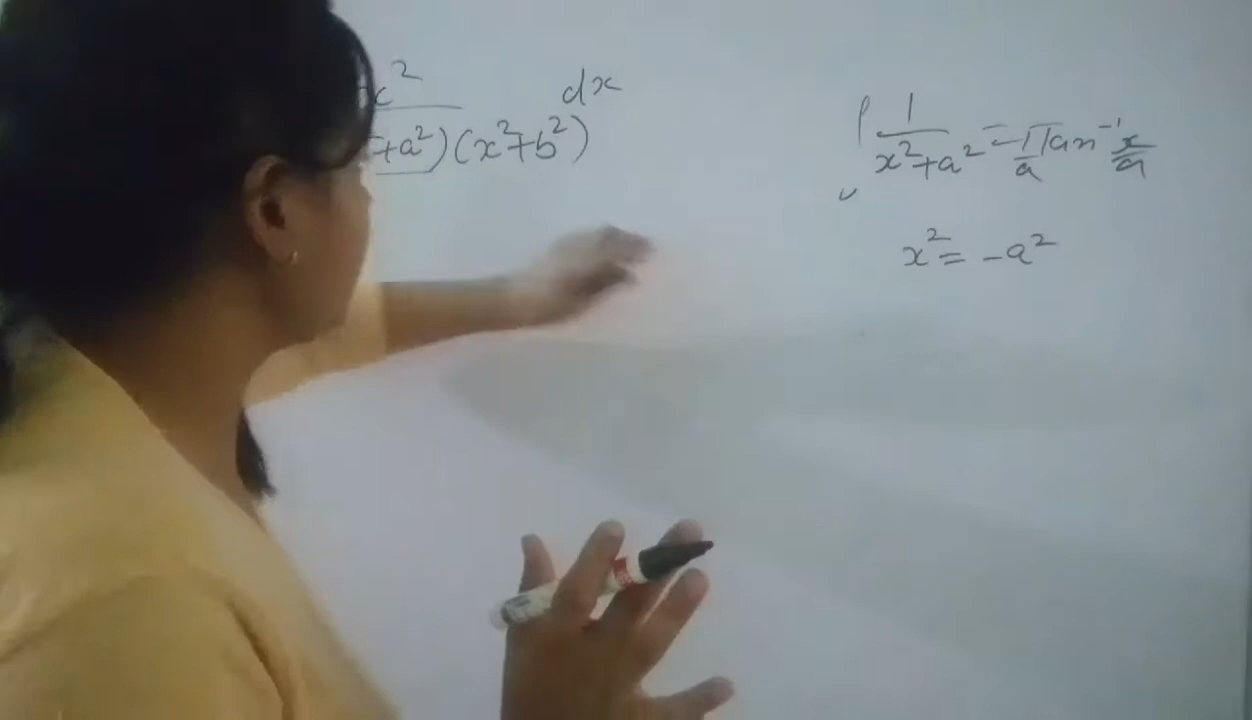 x² dx
+a²)(x²+b²)
∫ 1/(x²+a²) = 1/a Tan⁻¹ x/a
x² = -a²